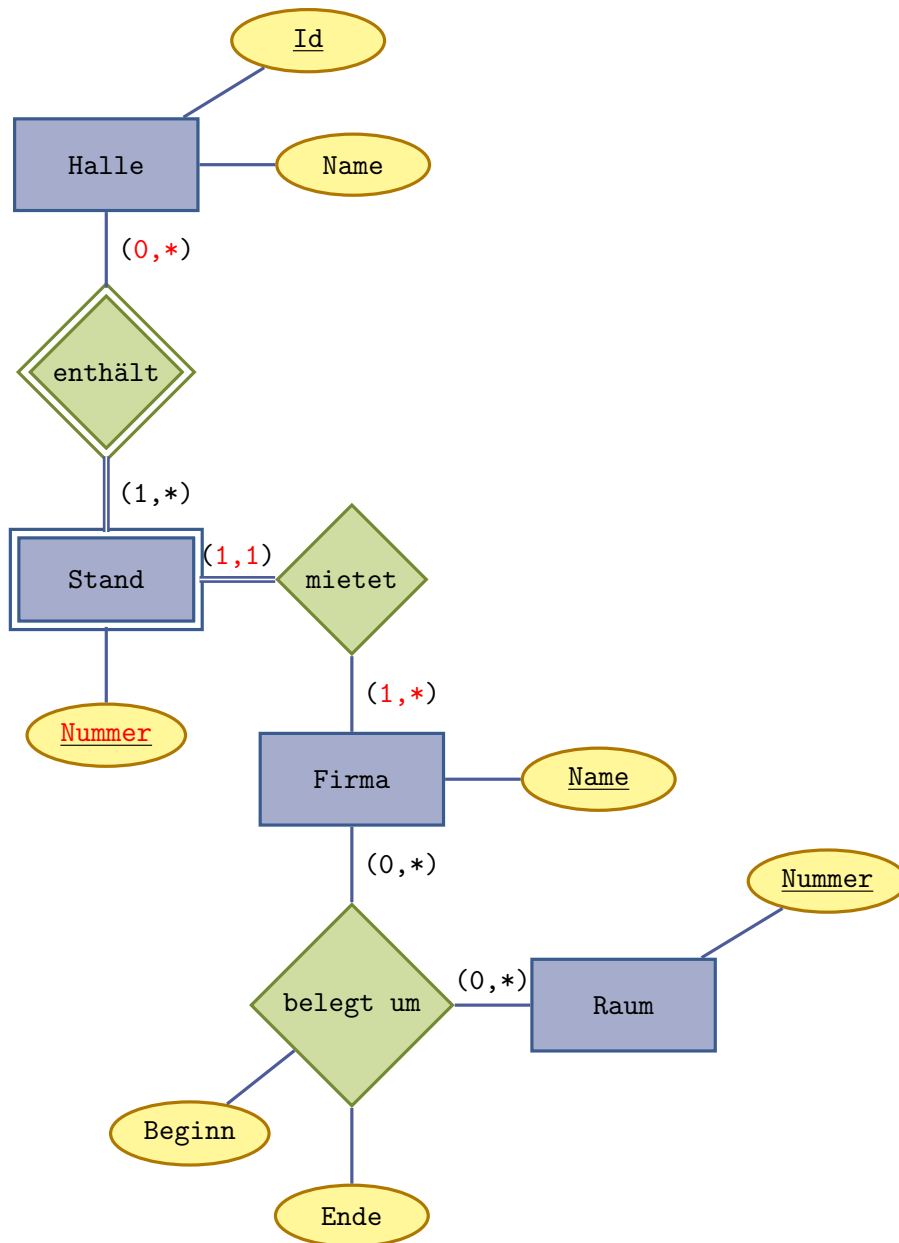 Id
Halle
Name
(0,*)
enthält
(1,*)
Stand
(1,1)
mietet
Nummer
(1,*)
Firma
Name
(0,*)
Nummer
belegt um
(0,*)
Raum
Beginn
Ende